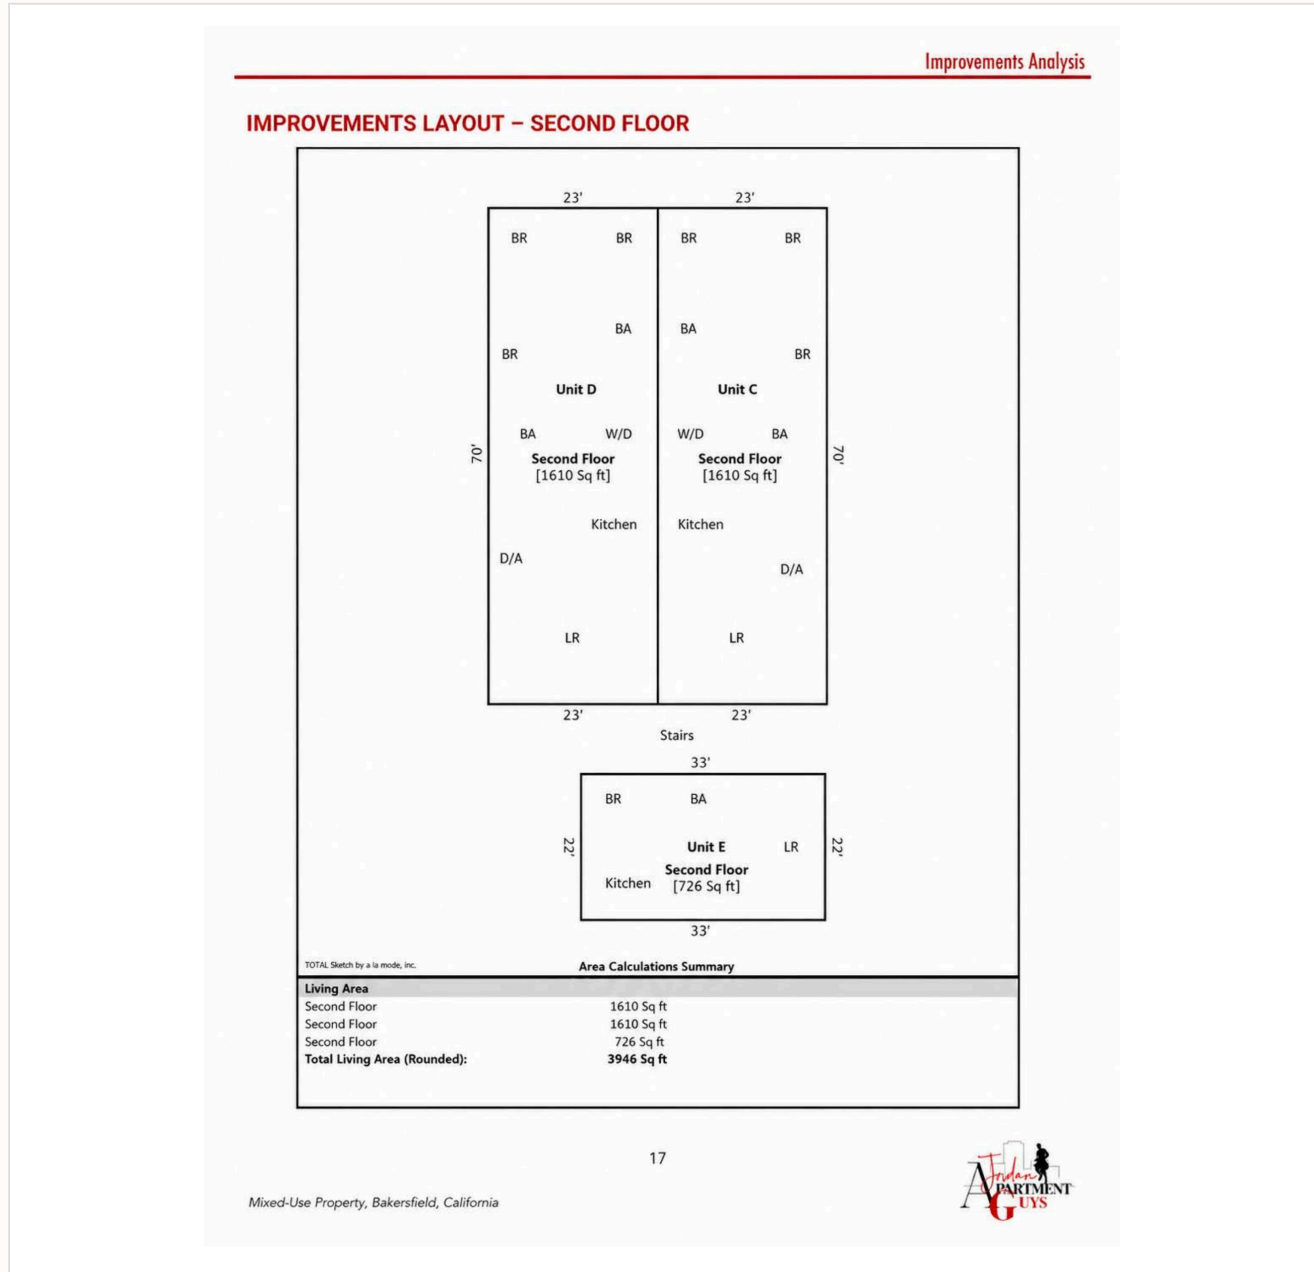 Improvements Analysis
IMPROVEMENTS LAYOUT – SECOND FLOOR
23' 23'
BR BR BR BR
BA BA
BR BR
Unit D Unit C
BA W/D W/D BA
70' 70'
Second Floor Second Floor
[1610 Sq ft] [1610 Sq ft]
Kitchen Kitchen
D/A
D/A
LR LR
23' 23'
Stairs
33'
BR BA
22' Unit E LR 22'
Second Floor
Kitchen [726 Sq ft]
33'
TOTAL Sketch by a la mode, inc. Area Calculations Summary
Living Area
Second Floor 1610 Sq ft
Second Floor 1610 Sq ft
Second Floor 726 Sq ft
Total Living Area (Rounded): 3946 Sq ft
17
Mixed-Use Property, Bakersfield, California
Jordan
APARTMENT
GUYS